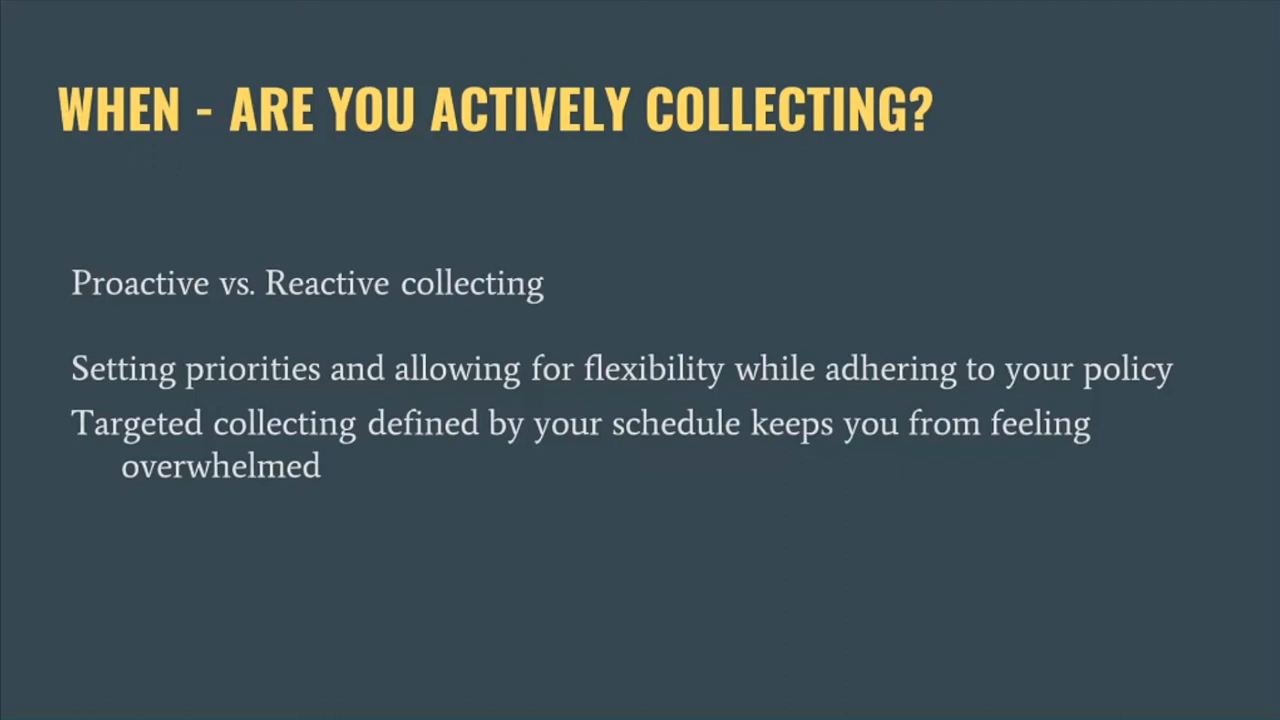 WHEN - ARE YOU ACTIVELY COLLECTING?
Proactive vs. Reactive collecting
Setting priorities and allowing for flexibility while adhering to your policy
Targeted collecting defined by your schedule keeps you from feeling
overwhelmed